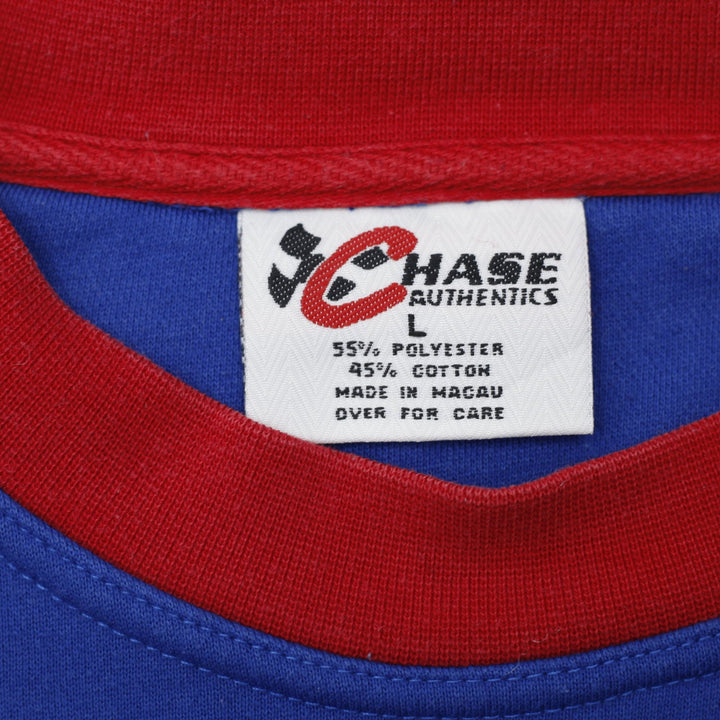 CHASE
AUTHENTICS
L
55% POLYESTER
45% COTTON
MADE IN MACAU
OVER FOR CARE